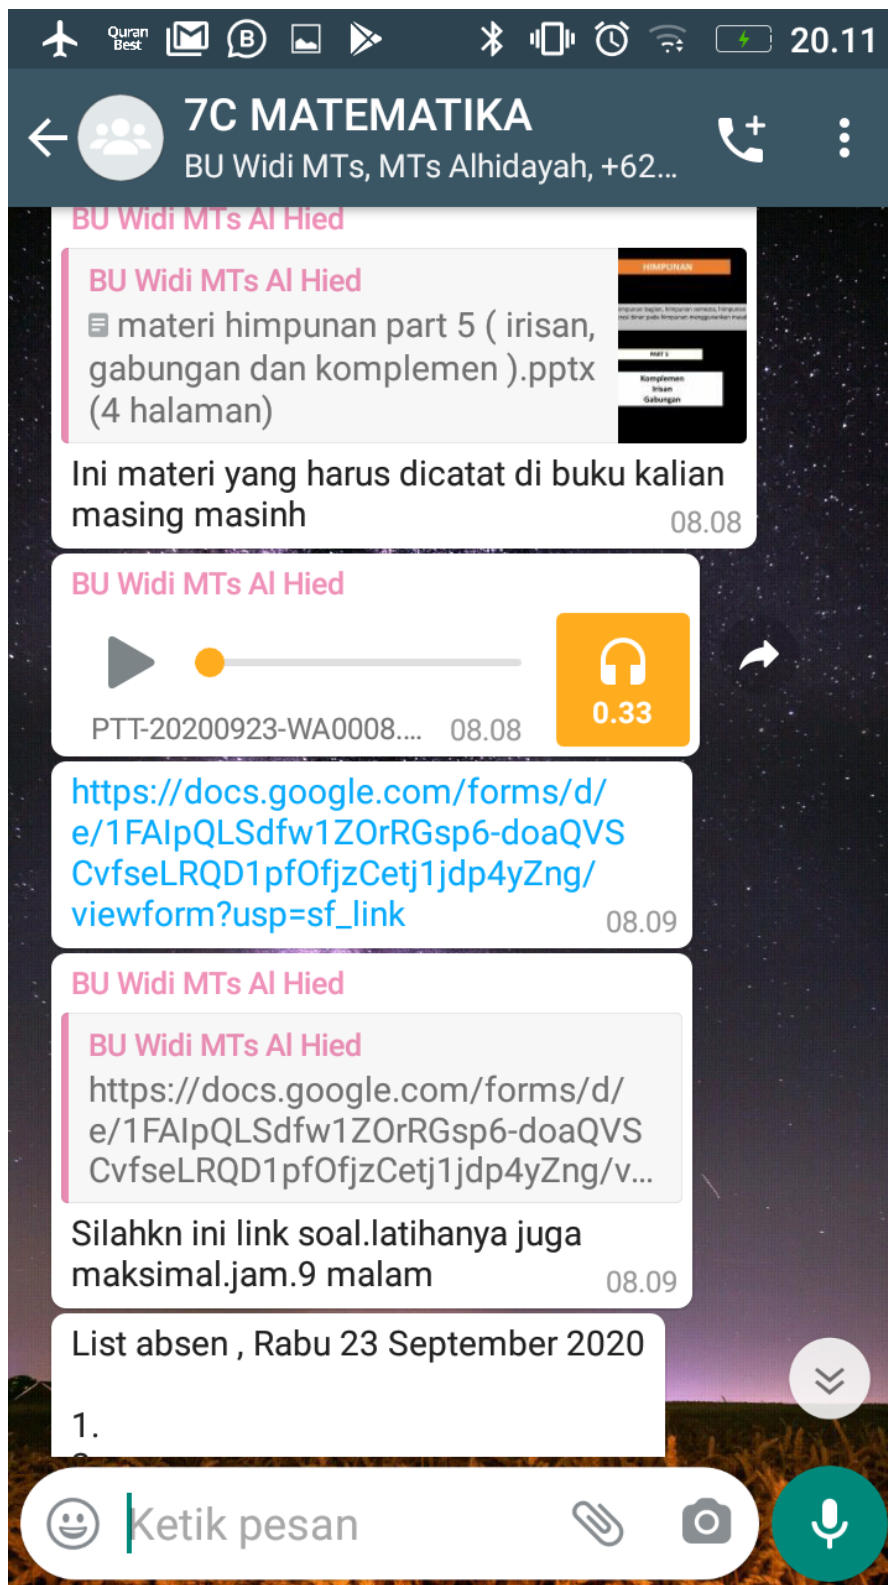 Quran
Best
20.11
7C MATEMATIKA
BU Widi MTs, MTs Alhidayah, +62...
BU Widi MTs Al Hied
BU Widi MTs Al Hied
materi himpunan part 5 ( irisan,
gabungan dan komplemen ).pptx
(4 halaman)
HIMPUNAN
PART 5
Komplemen
Irisan
Gabungan
Ini materi yang harus dicatat di buku kalian
masing masinh
08.08
BU Widi MTs Al Hied
0.33
PTT-20200923-WA0008....
08.08
https://docs.google.com/forms/d/
e/1FAIpQLSdfw1ZOrRGsp6-doaQVS
CvfseLRQD1pfOfjzCetj1jdp4yZng/
viewform?usp=sf_link
08.09
BU Widi MTs Al Hied
BU Widi MTs Al Hied
https://docs.google.com/forms/d/
e/1FAIpQLSdfw1ZOrRGsp6-doaQVS
CvfseLRQD1pfOfjzCetj1jdp4yZng/v...
Silahkn ini link soal.latihanya juga
maksimal.jam.9 malam
08.09
List absen , Rabu 23 September 2020
1.
Ketik pesan